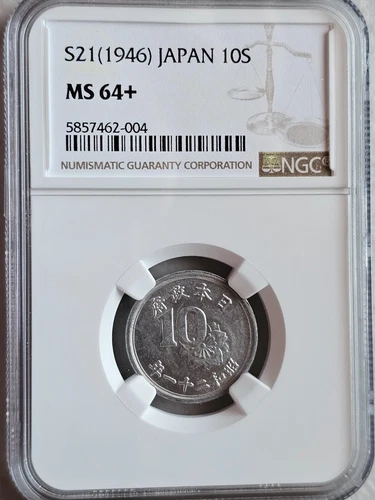 S21(1946) JAPAN 10S
MS 64+
5857462-004
NUMISMATIC GUARANTY CORPORATION
NGC
日本政府
10
昭和二十一年